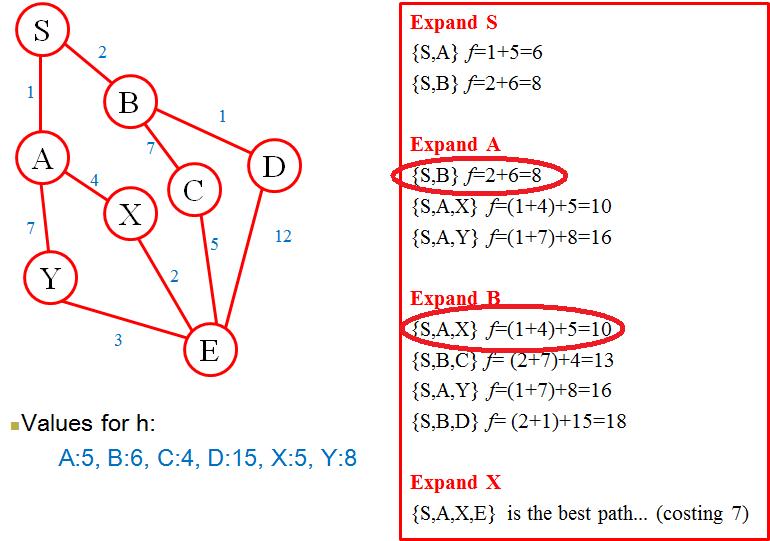 S
2
1
B
1
A
7
D
4
C
X
7
5
12
Y
2
3
E
Values for h:
A:5, B:6, C:4, D:15, X:5, Y:8
Expand S
{S,A} f=1+5=6
{S,B} f=2+6=8
Expand A
{S,B} f=2+6=8
{S,A,X} f=(1+4)+5=10
{S,A,Y} f=(1+7)+8=16
Expand B
{S,A,X} f=(1+4)+5=10
{S,B,C} f= (2+7)+4=13
{S,A,Y} f=(1+7)+8=16
{S,B,D} f= (2+1)+15=18
Expand X
{S,A,X,E} is the best path... (costing 7)